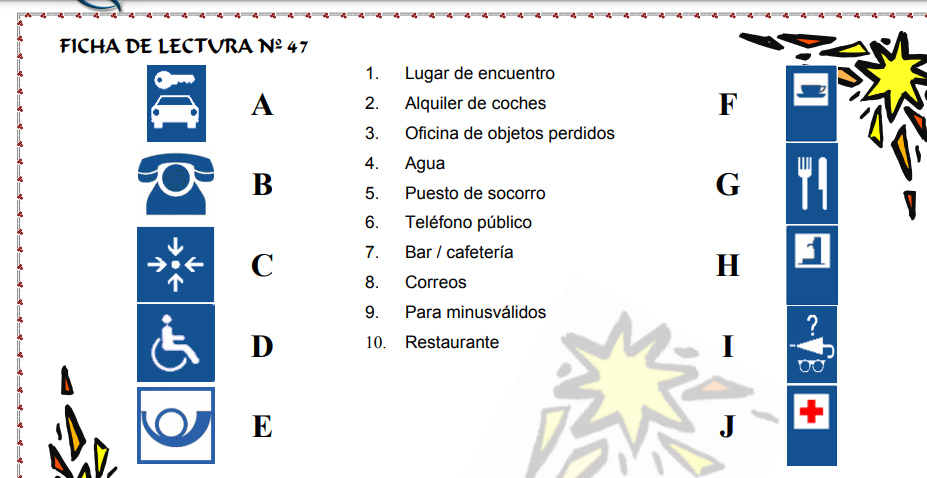 FICHA DE LECTURA Nº 47
A
B
C
D
E
1. Lugar de encuentro
2. Alquiler de coches
3. Oficina de objetos perdidos
4. Agua
5. Puesto de socorro
6. Teléfono público
7. Bar / cafetería
8. Correos
9. Para minusválidos
10. Restaurante
F
G
H
?
I
J